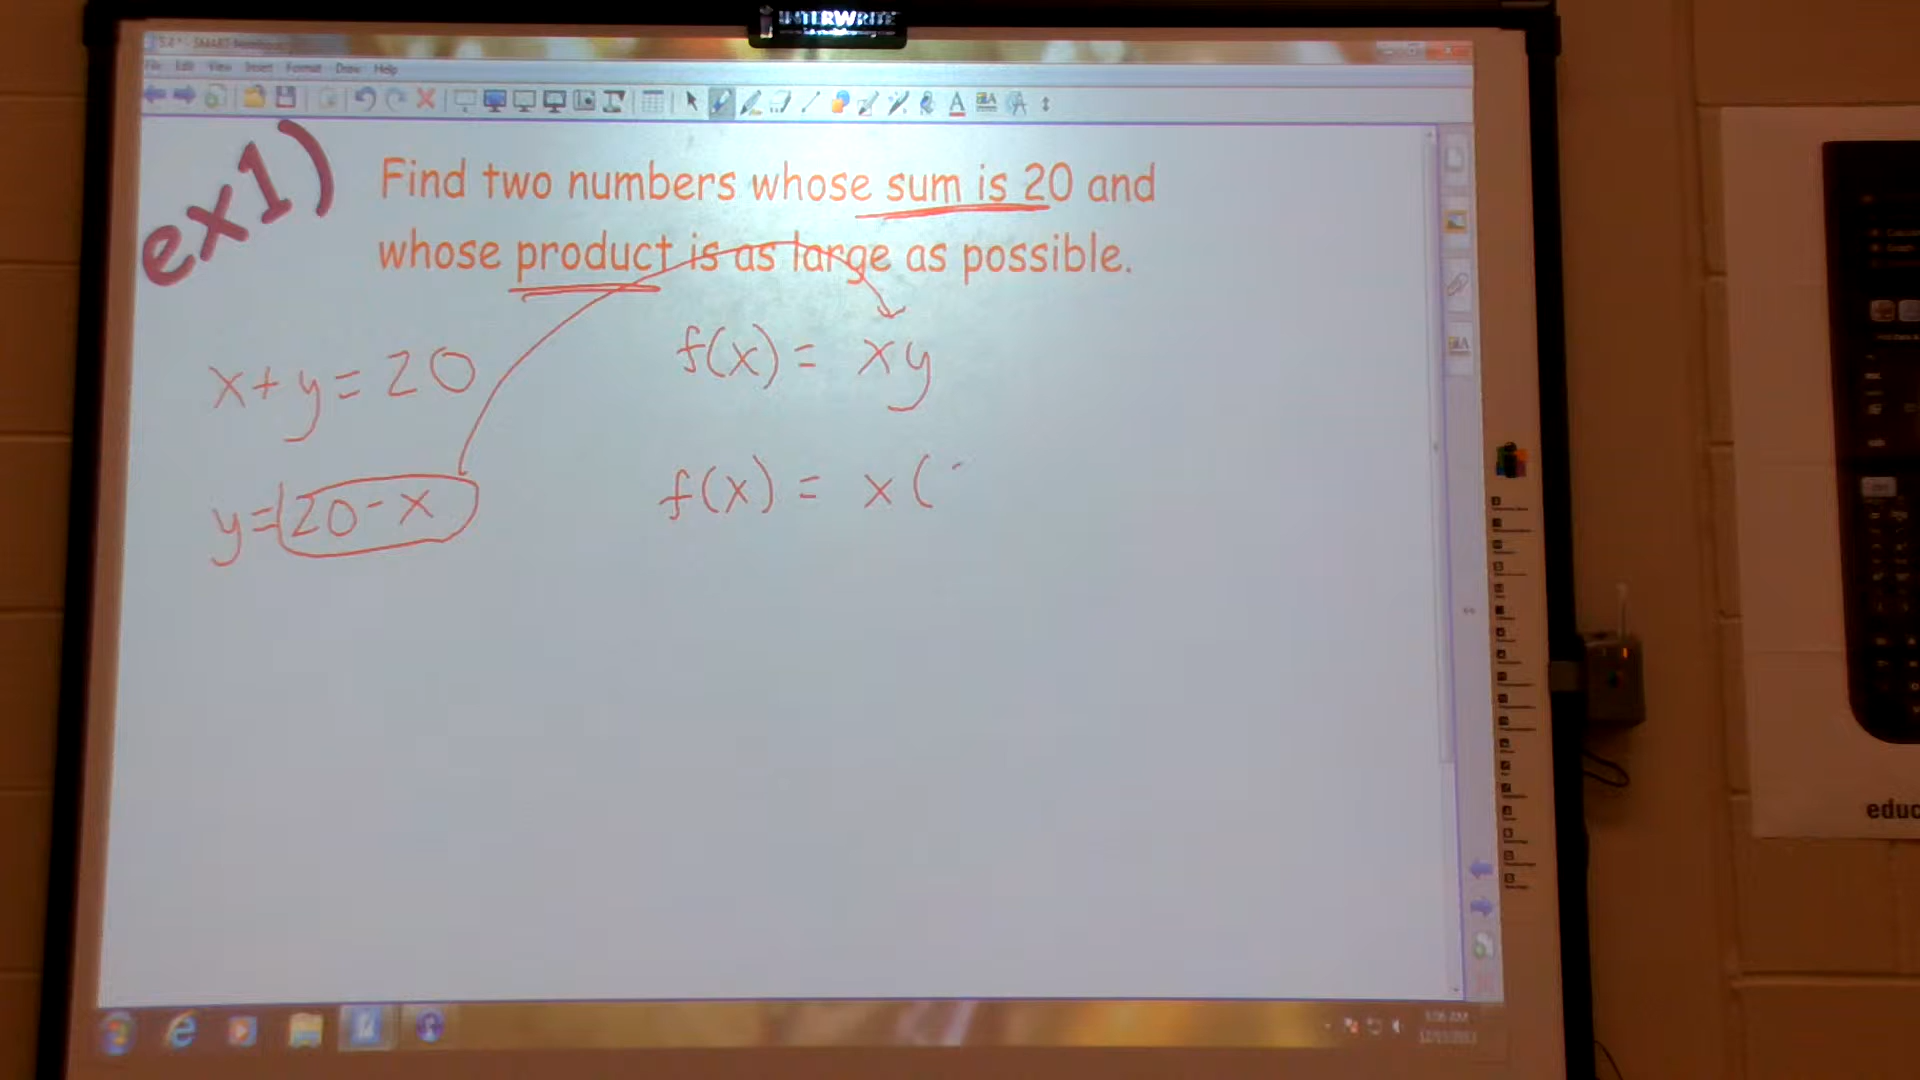 INTERWRITE
File Edit View Insert Format Draw Help
ex1)
Find two numbers whose sum is 20 and
whose product is as large as possible.
x+y=20
f(x) = xy
y=20-x
f(x) = x(
educ